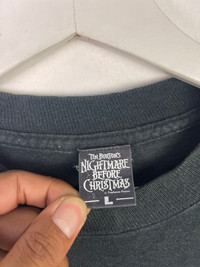 Tim Burton's
NIGHTMARE
BEFORE
CHRISTMAS
L